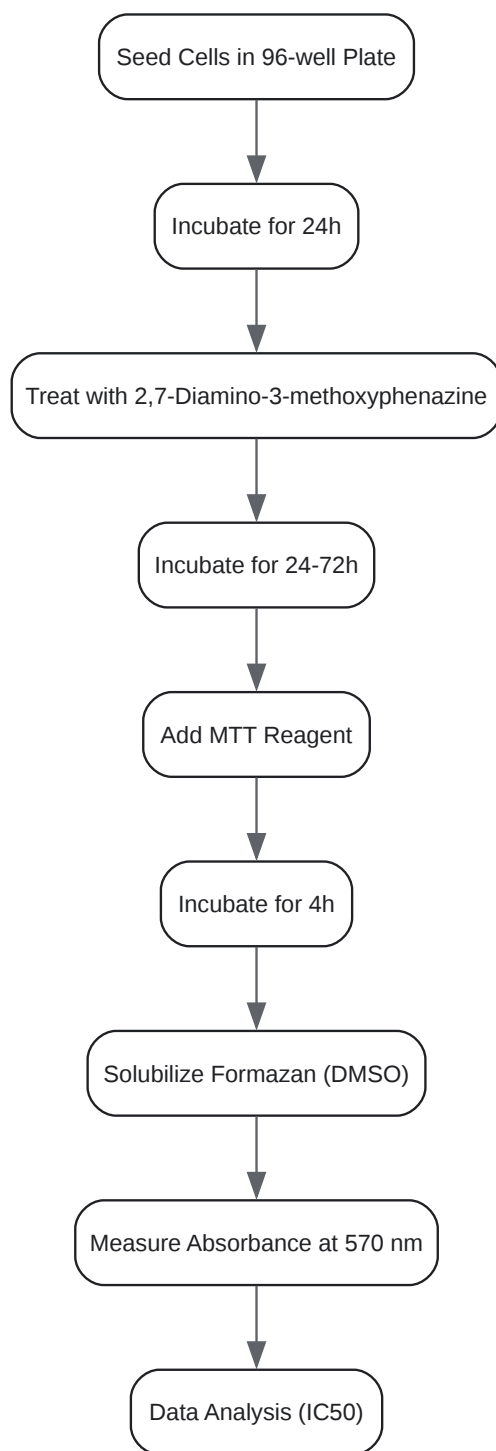 Seed Cells in 96-well Plate
Incubate for 24h
Treat with 2,7-Diamino-3-methoxyphenazine
Incubate for 24-72h
Add MTT Reagent
Incubate for 4h
Solubilize Formazan (DMSO)
Measure Absorbance at 570 nm
Data Analysis (IC50)